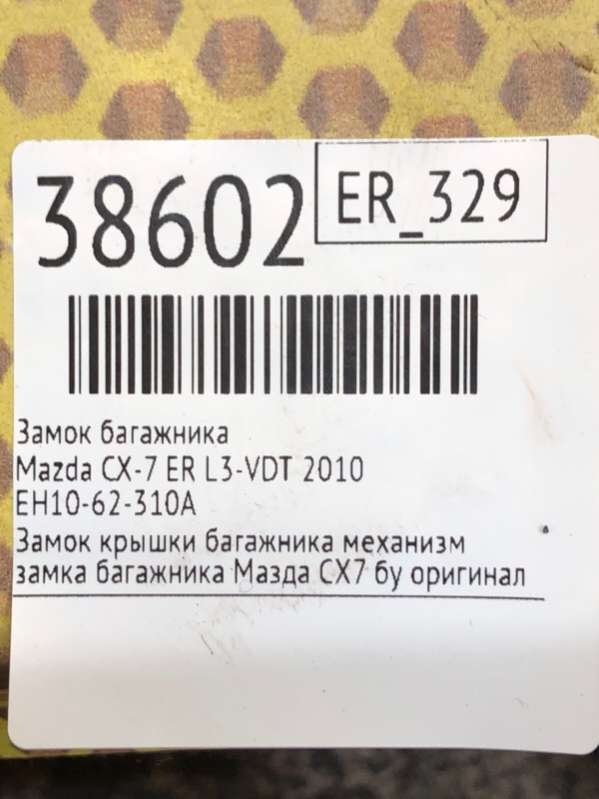 38602
ER_329
Замок багажника
Mazda CX-7 ER L3-VDT 2010
EH10-62-310A
Замок крышки багажника механизм
замка багажника Мазда СХ7 бу оригинал